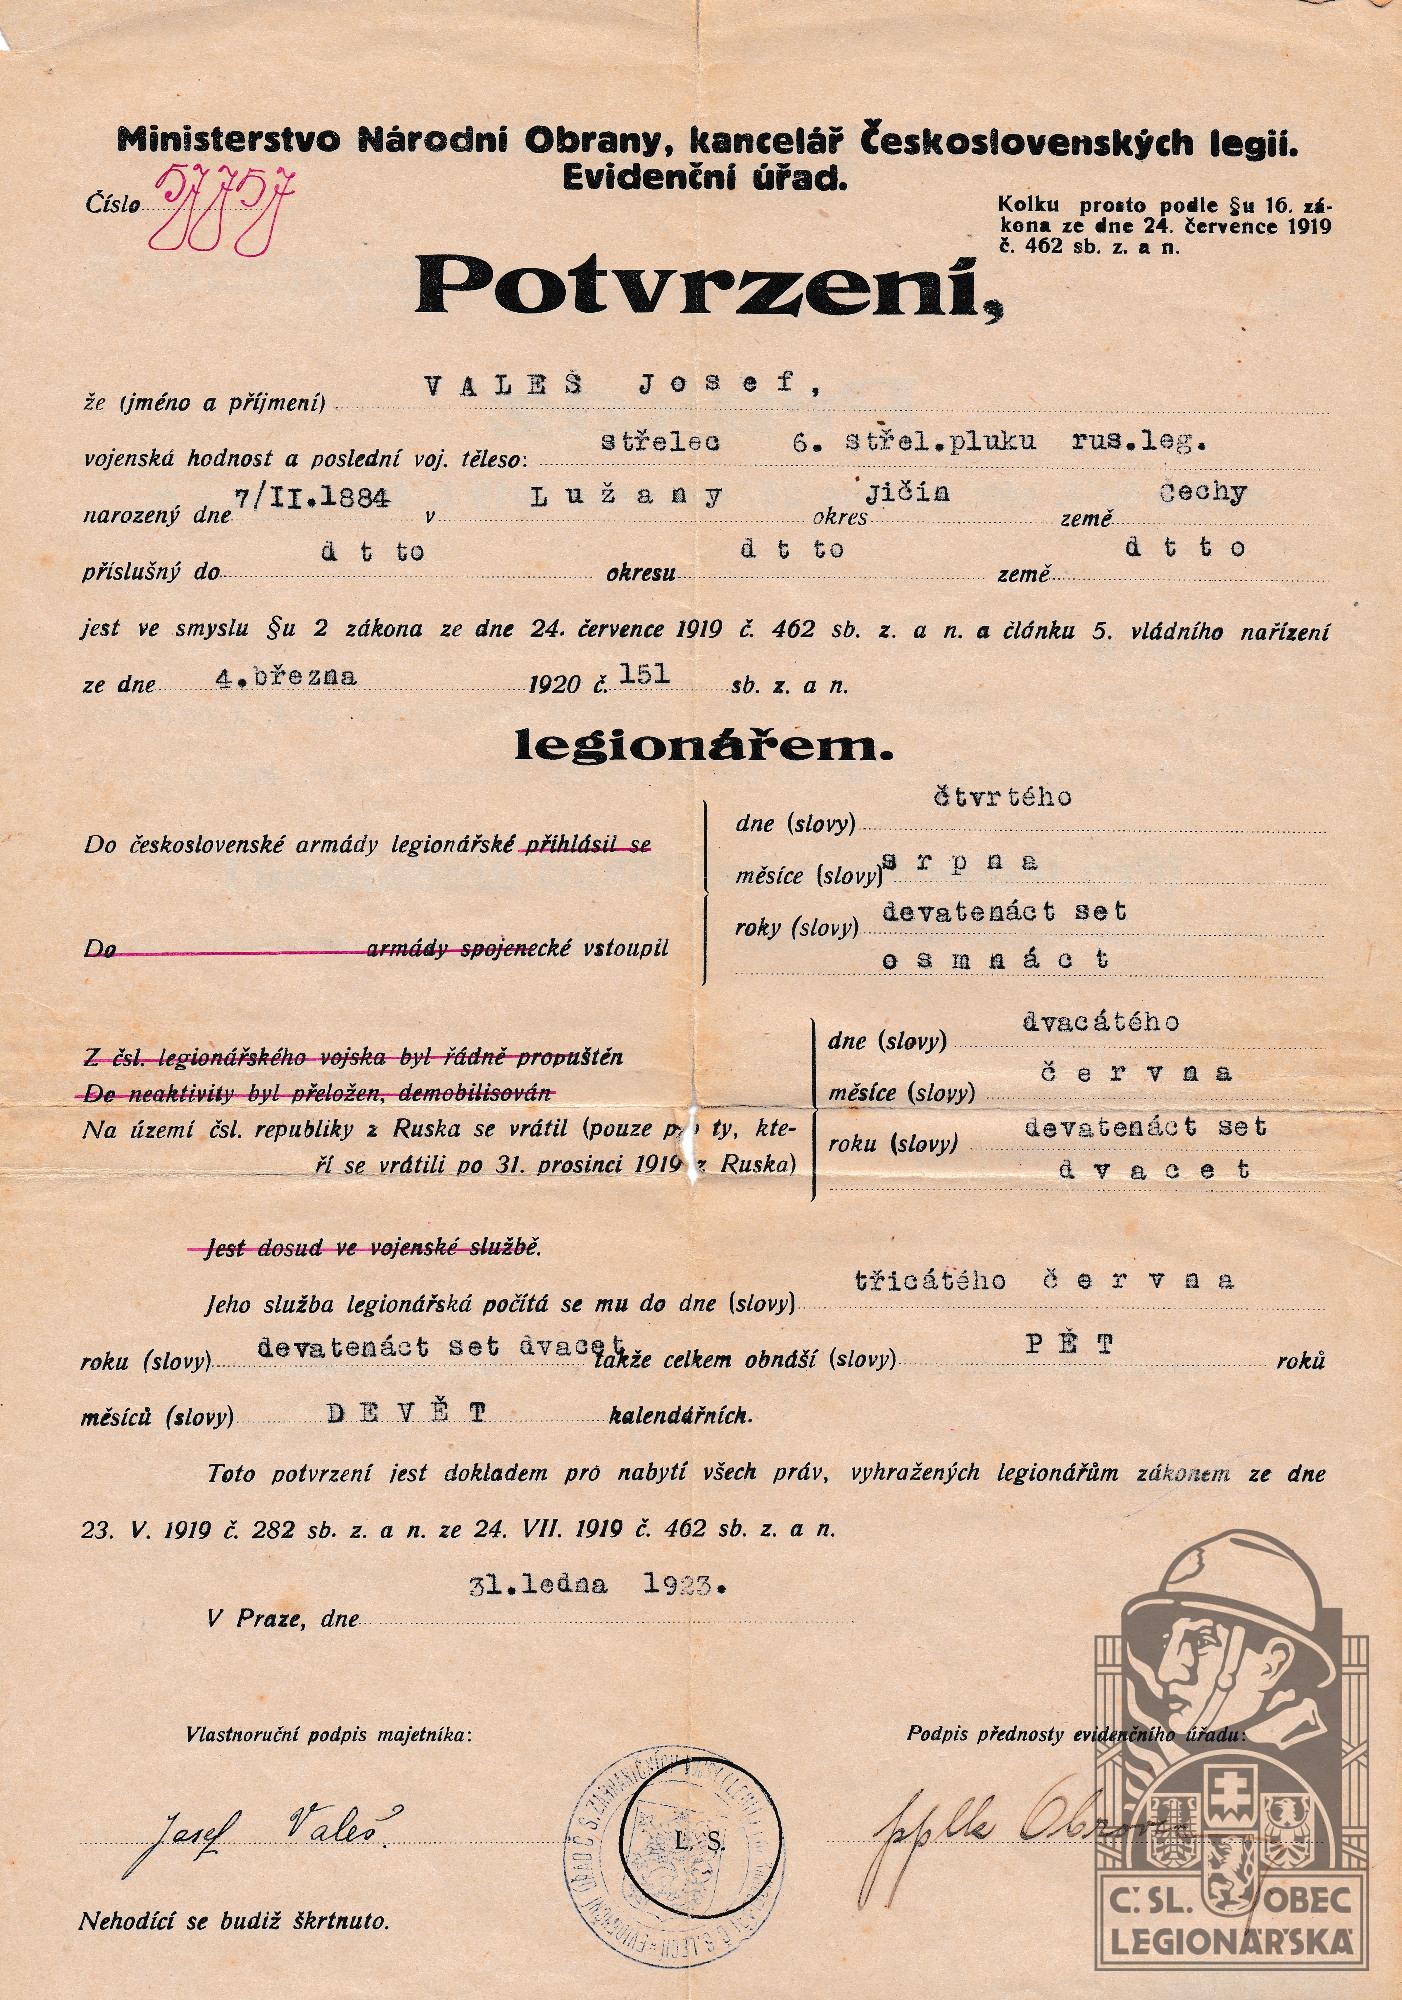 Ministerstvo Národní Obrany, kancelář Československých legií.
Evidenční úřad.
Číslo 57757
Kolku prosto podle §u 16. zá-
kona ze dne 24. července 1919
č. 462 sb. z. a n.
Potvrzení,
že (jméno a příjmení) VALEŠ Josef,
vojenská hodnost a poslední voj. těleso: střelec 6. střel.pluku rus.leg.
narozený dne 7/II.1884 v Lužany okres Jičín země Čechy
příslušný do dtto okresu dtto země dtto
jest ve smyslu §u 2 zákona ze dne 24. července 1919 č. 462 sb. z. a n. a článku 5. vládního nařízení
ze dne 4.března 1920 č. 151 sb. z. a n.
legionářem.
Do československé armády legionářské přihlásil se
Do armády spojenecké vstoupil
dne (slovy) čtvrtého
měsíce (slovy) srpna
roky (slovy) devatenáct set
osmnáct
Z čsl. legionářského vojska byl řádně propuštěn
Do neaktivity byl přeložen, demobilisován
Na území čsl. republiky z Ruska se vrátil (pouze pro ty, kte-
ří se vrátili po 31. prosinci 1919 z Ruska)
dne (slovy) dvacátého
měsíce (slovy) června
roku (slovy) devatenáct set
dvacet
Jest dosud ve vojenské službě.
Jeho služba legionářská počítá se mu do dne (slovy) třicátého června
roku (slovy) devatenáct set dvacet takže celkem obnáší (slovy) PĚT roků
měsíců (slovy) DEVĚT kalendářních.
Toto potvrzení jest dokladem pro nabytí všech práv, vyhražených legionářům zákonem ze dne
23. V. 1919 č. 282 sb. z. a n. ze 24. VII. 1919 č. 462 sb. z. a n.
V Praze, dne 31.ledna 1923.
Vlastnoruční podpis majetníka:
Podpis přednosty evidenčního úřadu:
Josef Valeš.
L. S.
pplk
Nehodící se budiž škrtnuto.
Č. SL. OBEC
LEGIONÁŘSKÁ